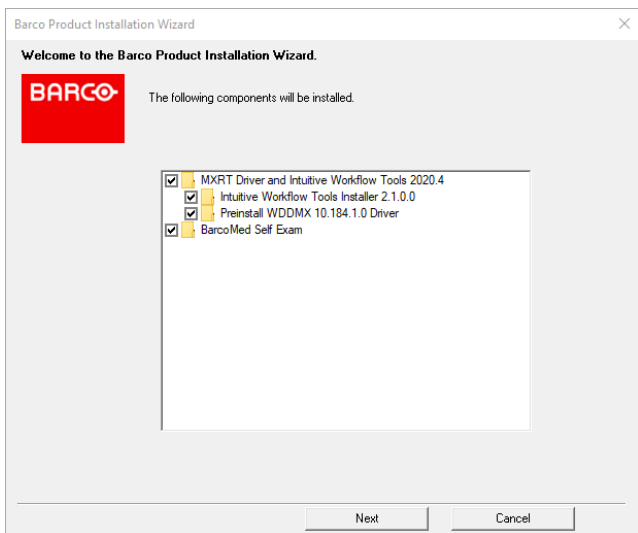 Barco Product Installation Wizard
Welcome to the Barco Product Installation Wizard.
BARCO
The following components will be installed.
MXRT Driver and Intuitive Workflow Tools 2020.4
Intuitive Workflow Tools Installer 2.1.0.0
Preinstall WDDMX 10.184.1.0 Driver
BarcoMed Self Exam
Next
Cancel